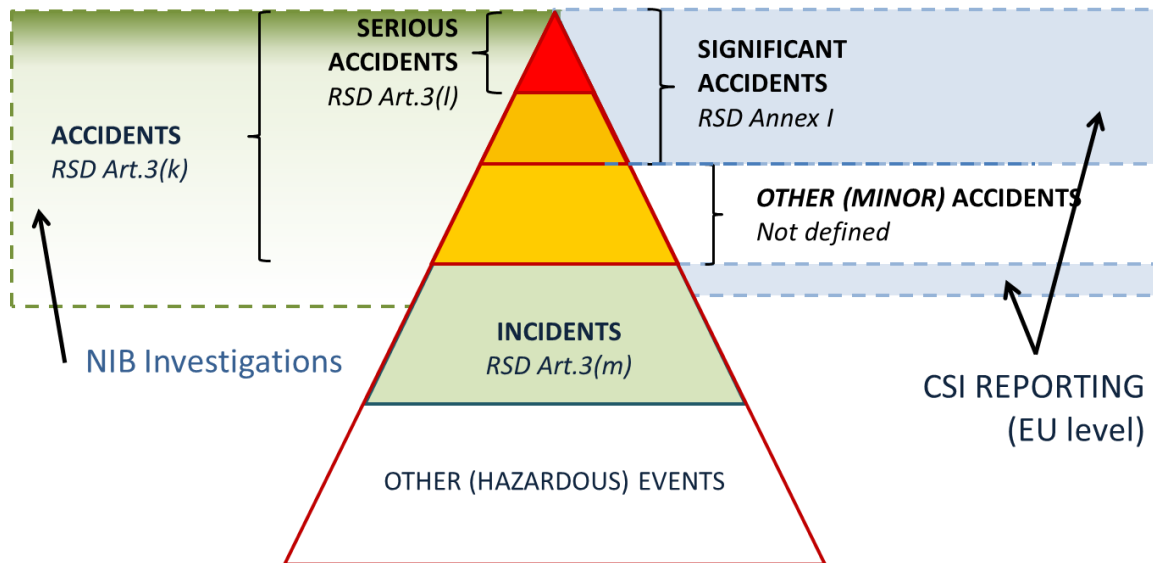 SERIOUS
ACCIDENTS
RSD Art.3(l)
SIGNIFICANT
ACCIDENTS
RSD Annex I
ACCIDENTS
RSD Art.3(k)
OTHER (MINOR) ACCIDENTS
Not defined
INCIDENTS
RSD Art.3(m)
NIB Investigations
CSI REPORTING
(EU level)
OTHER (HAZARDOUS) EVENTS